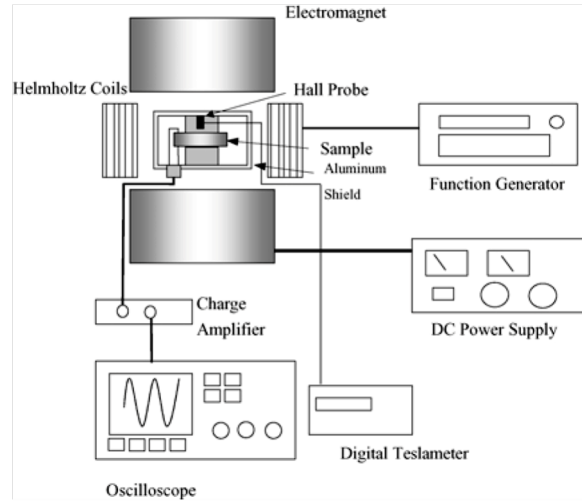 Electromagnet
Helmholtz Coils
Hall Probe
Sample
Aluminum
Shield
Function Generator
Charge
Amplifier
DC Power Supply
Digital Teslameter
Oscilloscope